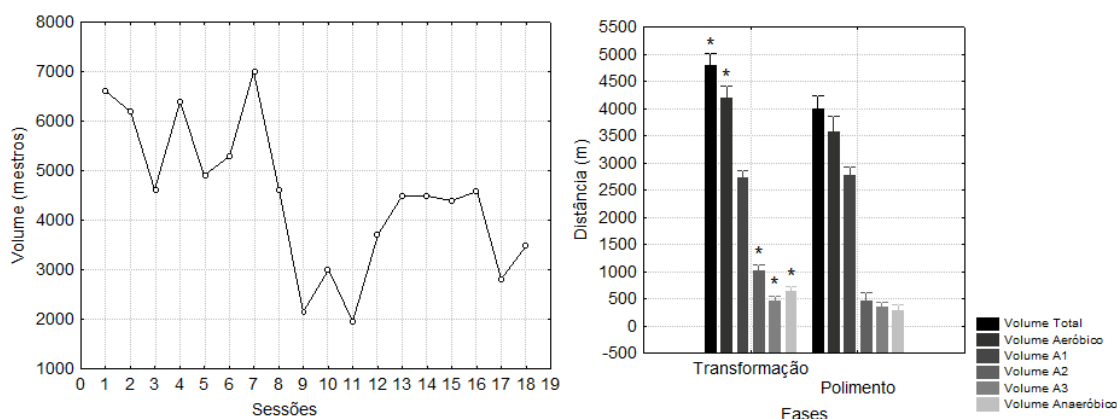 8000
7000
6000
5000
4000
3000
2000
1000
Volume (mestros)
0 1 2 3 4 5 6 7 8 9 10 11 12 13 14 15 16 17 18 19
Sessões
5500
5000
4500
4000
3500
3000
2500
2000
1500
1000
500
0
-500
Distância (m)
* * * * *
Transformação
Polimento
Fases
Volume Total
Volume Aeróbico
Volume A1
Volume A2
Volume A3
Volume Anaeróbico